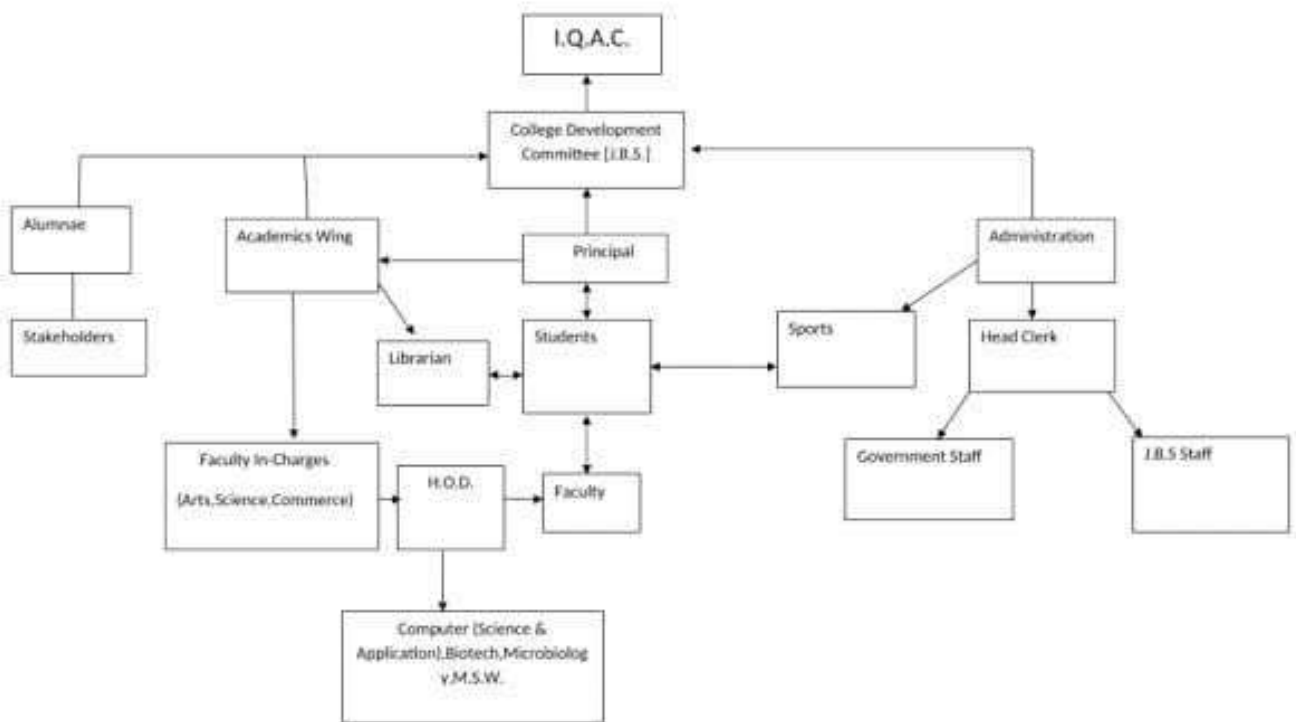 I.Q.A.C.
College Development
Committee [J.B.S.]
Alumnae
Academics Wing
Principal
Administration
Stakeholders
Librarian
Students
Sports
Head Clerk
Faculty In-Charges
(Arts,Science,Commerce)
H.O.D.
Faculty
Government Staff
J.B.S Staff
Computer (Science &
Application),Biotech,Microbiolog
y,M.S.W.